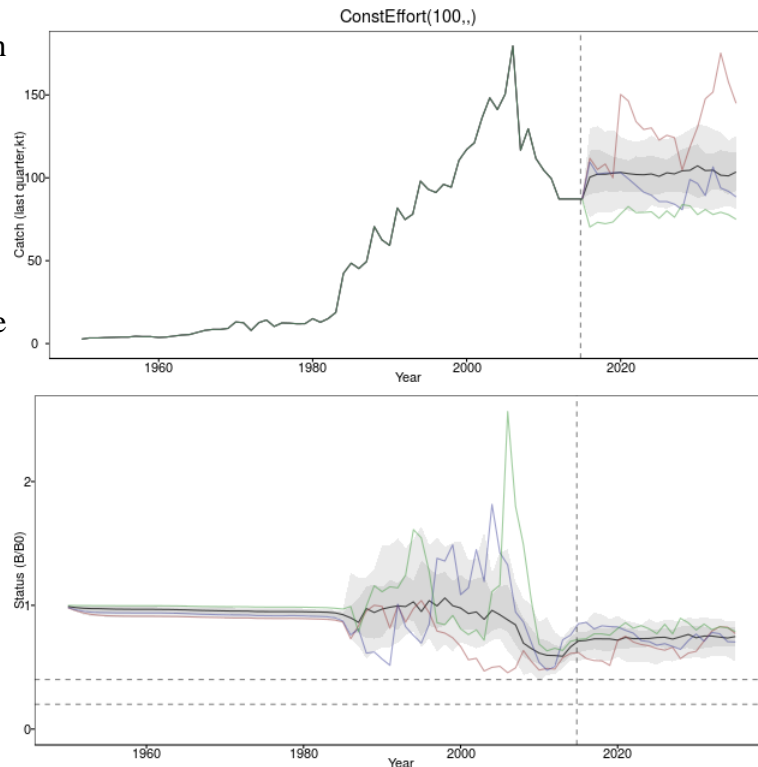 ConstEffort(100,,)
n
150
100
50
0
Catch (last quarter,kt)
1960
1980
2000
2020
Year
e
2
1
0
Status (B/B0)
1960
1980
2000
2020
Year